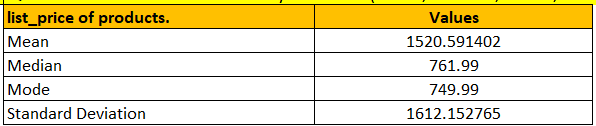 list_price of products. Values
Mean 1520.591402
Median 761.99
Mode 749.99
Standard Deviation 1612.152765